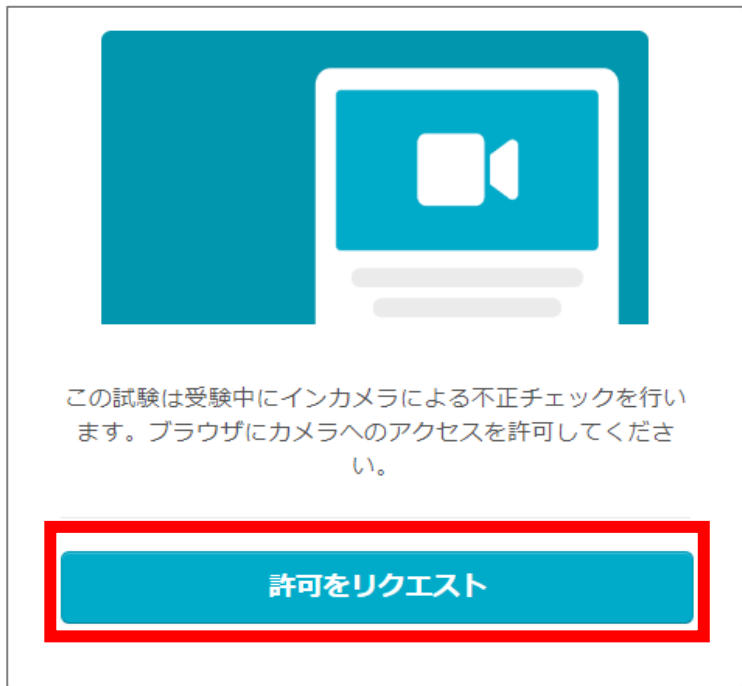 この試験は受験中にインカメラによる不正チェックを行い
ます。ブラウザにカメラへのアクセスを許可してくださ
い。
許可をリクエスト